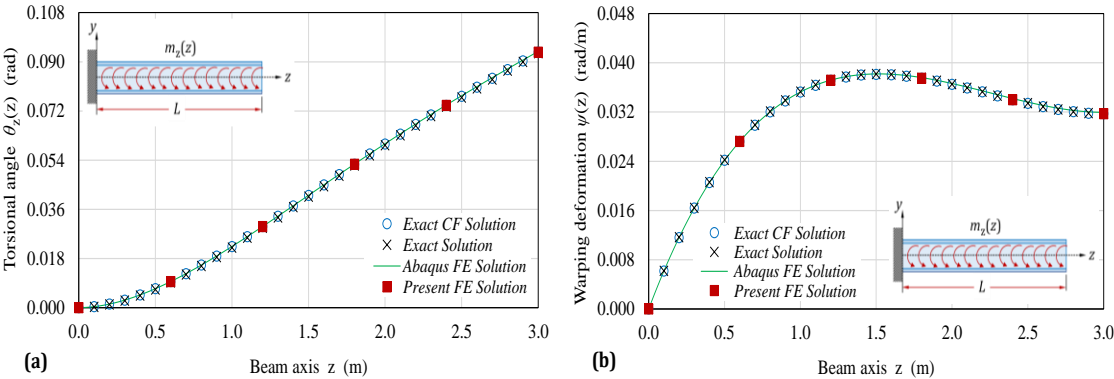 Torsional angle θz(z) (rad)
0.108
0.090
0.072
0.054
0.036
0.018
0.000
y
mz(z)
z
L
Exact CF Solution
Exact Solution
Abaqus FE Solution
Present FE Solution
0.0 0.5 1.0 1.5 2.0 2.5 3.0
(a)
Beam axis z (m)
Warping deformation ψ(z) (rad/m)
0.048
0.040
0.032
0.024
0.016
0.008
0.000
Exact CF Solution
Exact Solution
Abaqus FE Solution
Present FE Solution
y
mz(z)
z
L
0.0 0.5 1.0 1.5 2.0 2.5 3.0
(b)
Beam axis z (m)